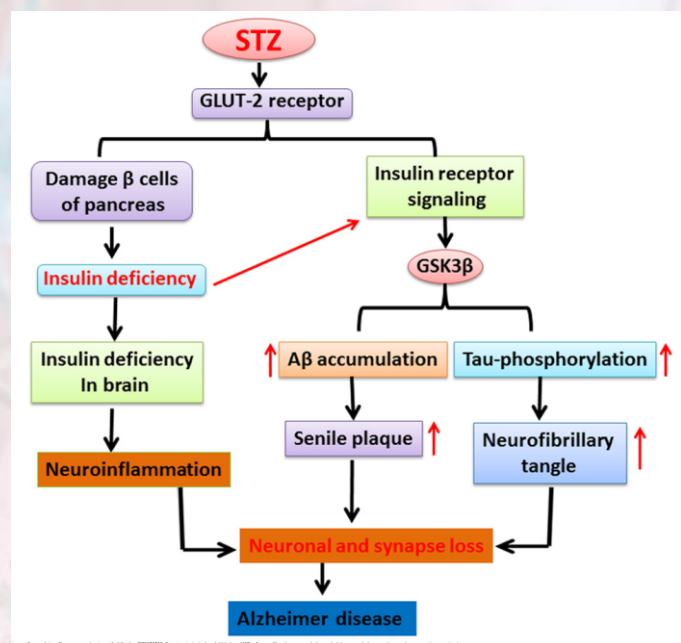 STZ
GLUT-2 receptor
Damage β cells
of pancreas
Insulin receptor
signaling
Insulin deficiency
GSK3β
Insulin deficiency
In brain
Aβ accumulation
Tau-phosphorylation
Senile plaque
Neurofibrillary
tangle
Neuroinflammation
Neuronal and synapse loss
Alzheimer disease